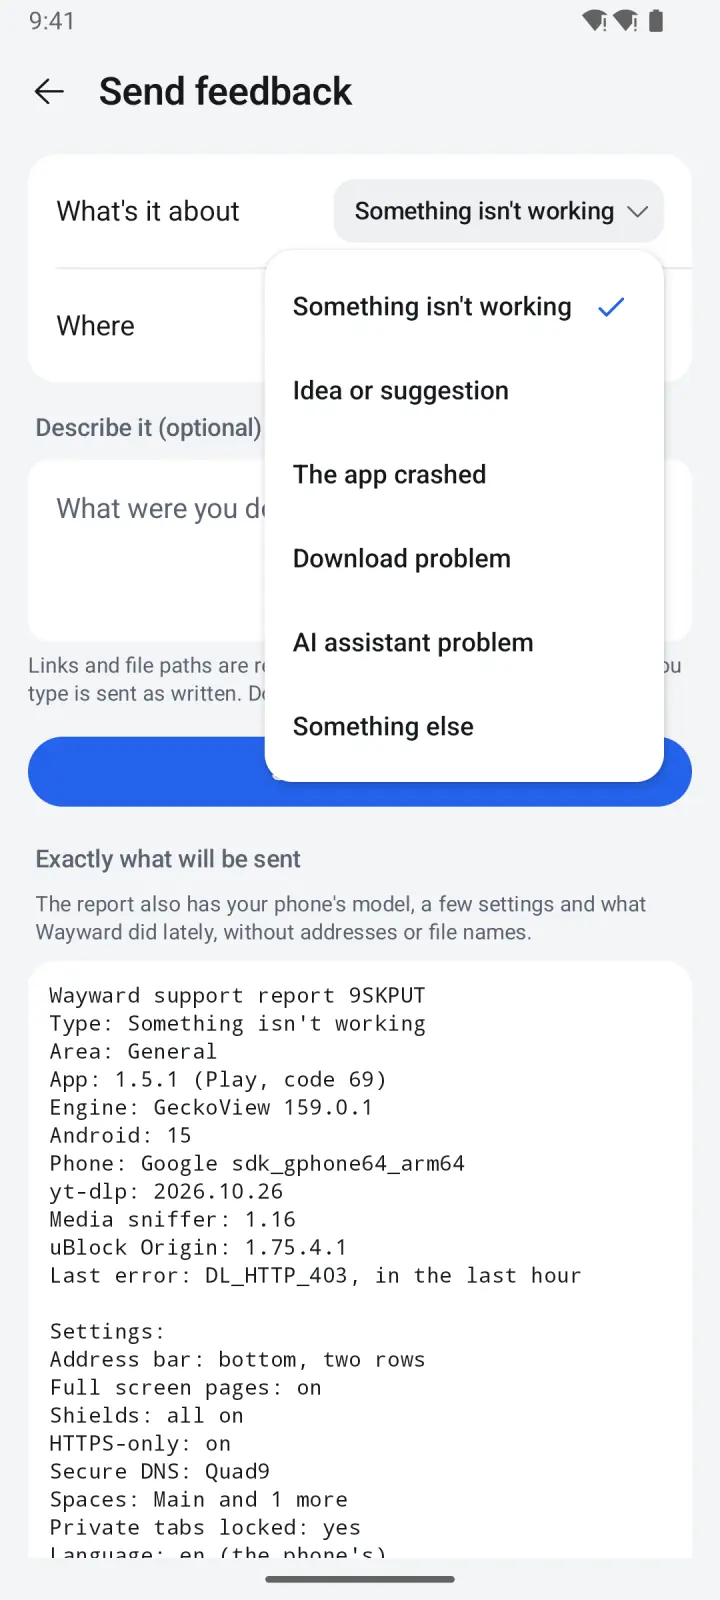 9:41
Send feedback
What's it about
Something isn't working
Something isn't working
Where
Idea or suggestion
Describe it (optional)
The app crashed
What were you
Download problem
AI assistant problem
Links and file paths are
type is sent as written.
Something else
Exactly what will be sent
The report also has your phone's model, a few settings and what
Wayward did lately, without addresses or file names.
Wayward support report 9SKPUT
Type: Something isn't working
Area: General
App: 1.5.1 (Play, code 69)
Engine: GeckoView 159.0.1
Android: 15
Phone: Google sdk_gphone64_arm64
yt-dlp: 2026.10.26
Media sniffer: 1.16
uBlock Origin: 1.75.4.1
Last error: DL_HTTP_403, in the last hour
Settings:
Address bar: bottom, two rows
Full screen pages: on
Shields: all on
HTTPS-only: on
Secure DNS: Quad9
Spaces: Main and 1 more
Private tabs locked: yes
Language: en (the phone's)